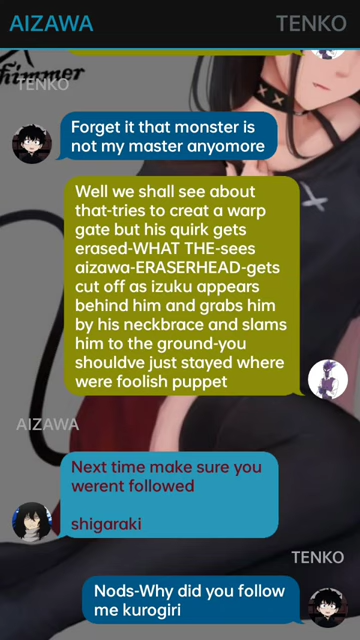 AIZAWA
TENKO
himmer
TENKO
Forget it that monster is
not my master anyomore
Well we shall see about
that-tries to creat a warp
gate but his quirk gets
erased-WHAT THE-sees
aizawa-ERASERHEAD-gets
cut off as izuku appears
behind him and grabs him
by his neckbrace and slams
him to the ground-you
shouldve just stayed where
were foolish puppet
AIZAWA
Next time make sure you
werent followed
shigaraki
TENKO
Nods-Why did you follow
me kurogiri